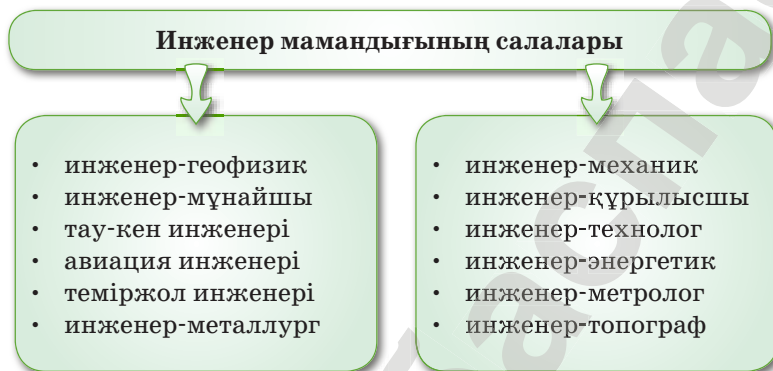 Инженер мамандығының салалары
• инженер-геофизик
• инженер-мұнайшы
• тау-кен инженері
• авиация инженері
• теміржол инженері
• инженер-металлург
• инженер-механик
• инженер-құрылысшы
• инженер-технолог
• инженер-энергетик
• инженер-метролог
• инженер-топограф